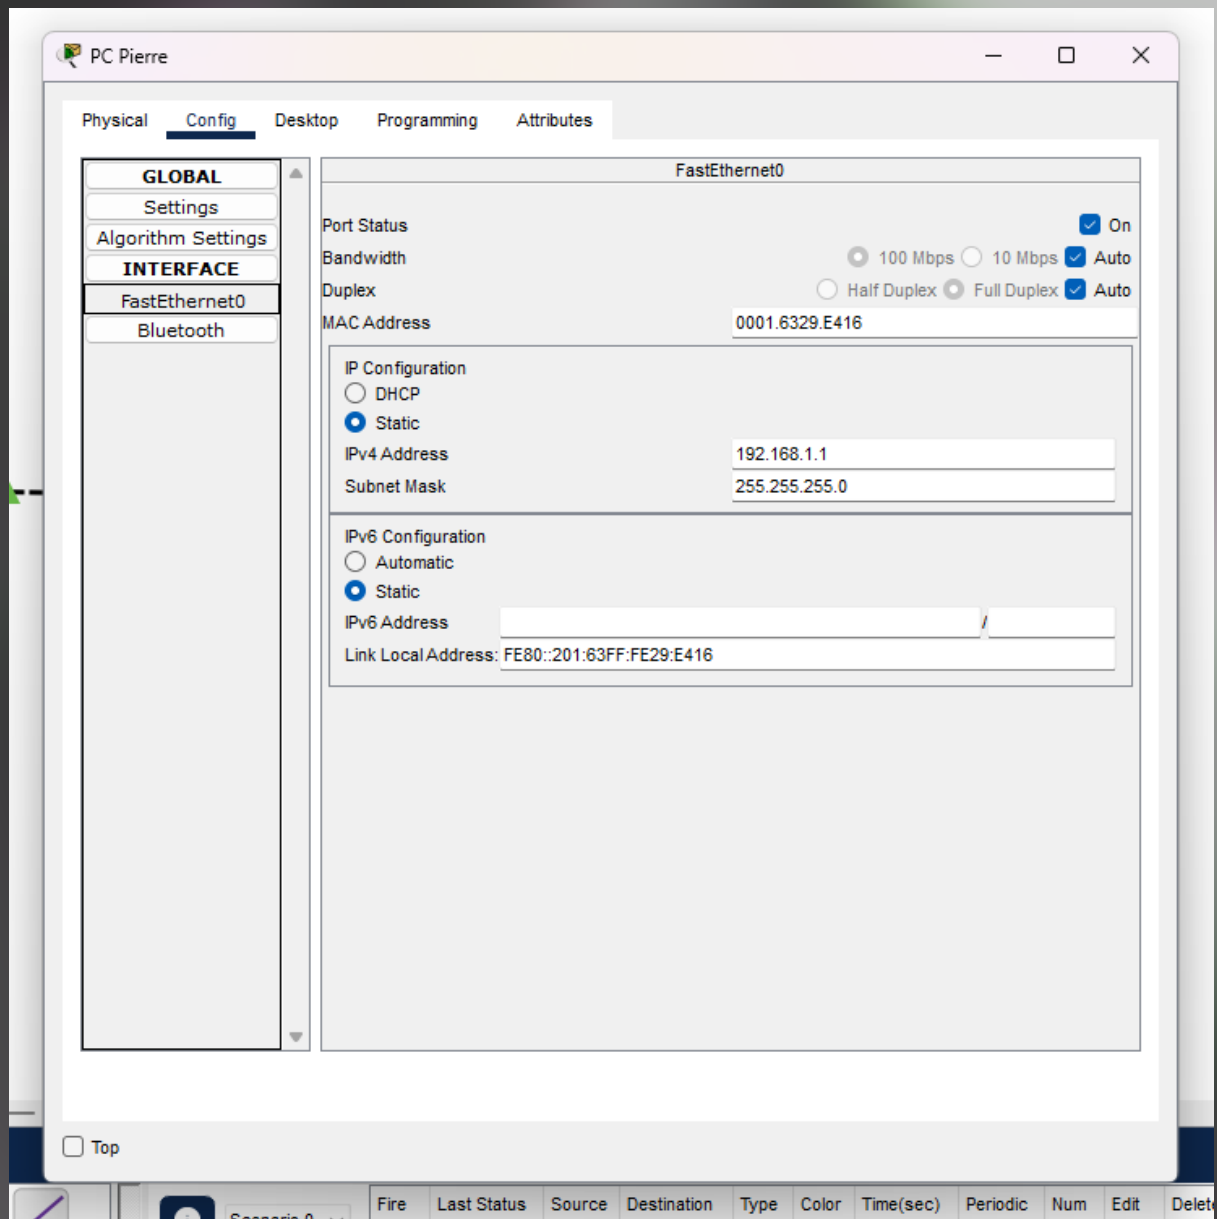 PC Pierre
Physical Config Desktop Programming Attributes
GLOBAL
Settings
Algorithm Settings
INTERFACE
FastEthernet0
Bluetooth
FastEthernet0
Port Status On
Bandwidth 100 Mbps 10 Mbps Auto
Duplex Half Duplex Full Duplex Auto
MAC Address 0001.6329.E416
IP Configuration
DHCP
Static
IPv4 Address 192.168.1.1
Subnet Mask 255.255.255.0
IPv6 Configuration
Automatic
Static
IPv6 Address /
Link Local Address: FE80::201:63FF:FE29:E416
Top
Fire Last Status Source Destination Type Color Time(sec) Periodic Num Edit